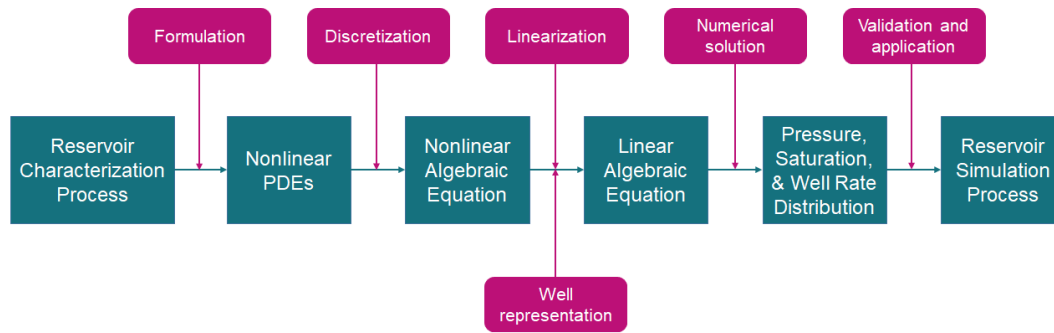 Formulation
Discretization
Linearization
Numerical
solution
Validation and
application
Reservoir
Characterization
Process
Nonlinear
PDEs
Nonlinear
Algebraic
Equation
Linear
Algebraic
Equation
Pressure,
Saturation,
& Well Rate
Distribution
Reservoir
Simulation
Process
Well
representation